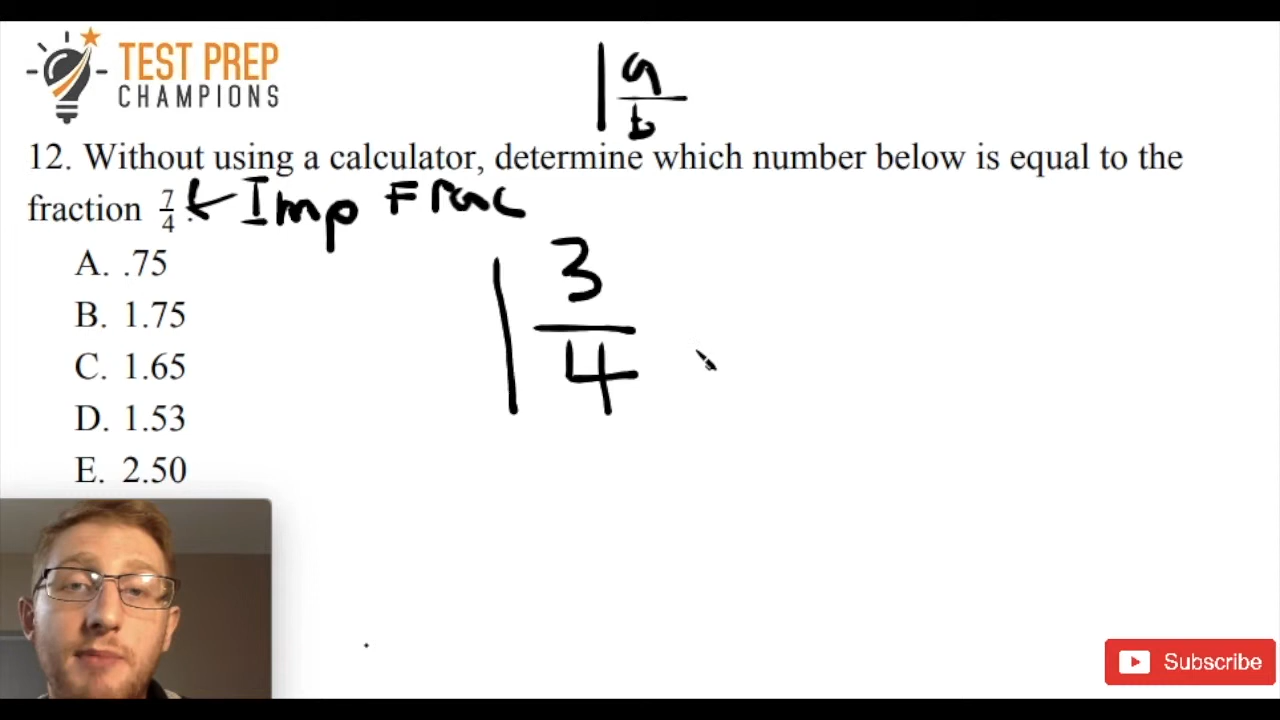 TEST PREP
CHAMPIONS
1 a/b
12. Without using a calculator, determine which number below is equal to the
fraction 7/4 . Imp Frac
A. .75
1 3/4
B. 1.75
C. 1.65
D. 1.53
E. 2.50
Subscribe